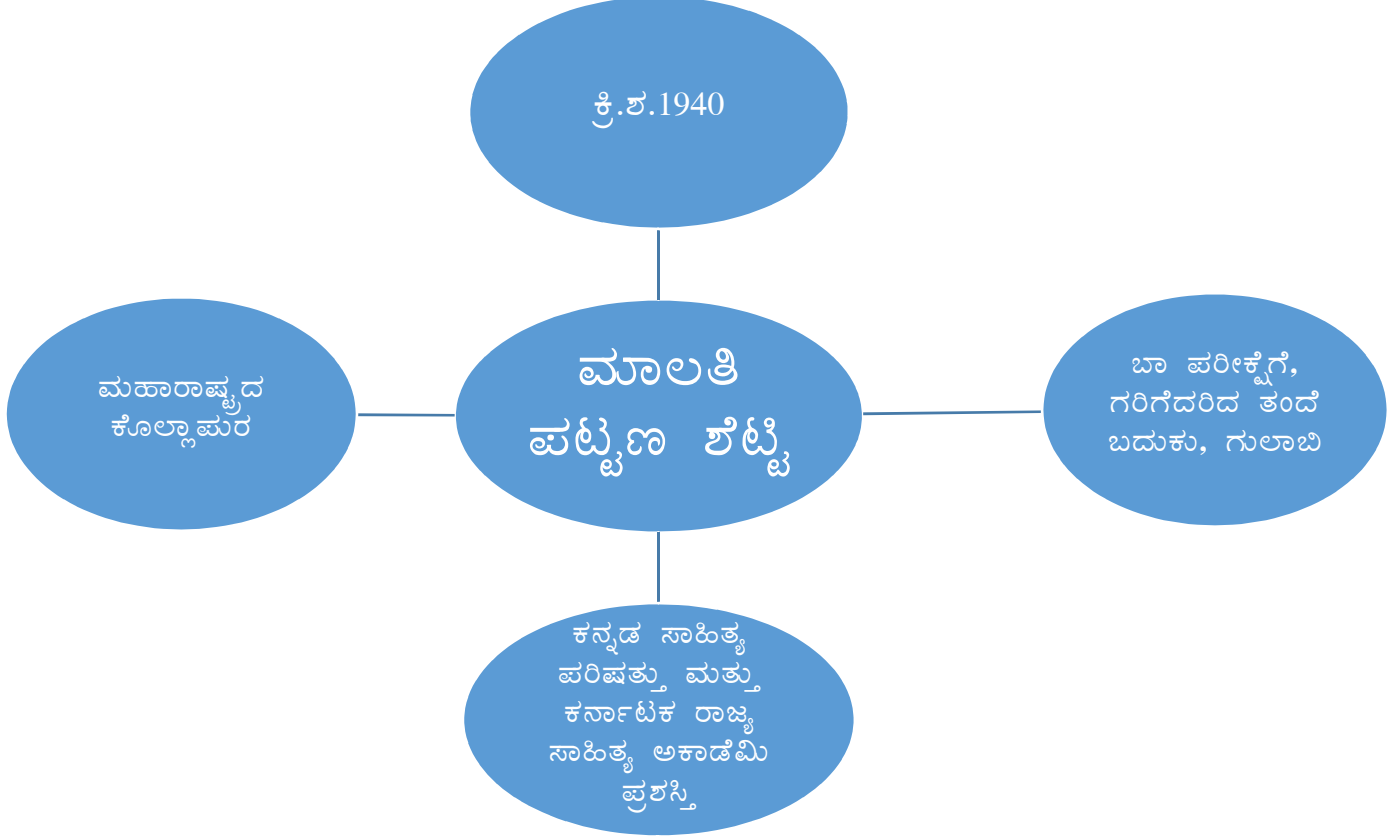 ಕ್ರಿ.ಶ.1940
ಮಹಾರಾಷ್ಟ್ರದ
ಕೊಲ್ಲಾಪುರ
ಮಾಲತಿ
ಪಟ್ಟಣ ಶೆಟ್ಟಿ
ಬಾ ಪರೀಕ್ಷೆಗೆ,
ಗರಿಗೆದರಿದ ತಂದೆ
ಬದುಕು, ಗುಲಾಬಿ
ಕನ್ನಡ ಸಾಹಿತ್ಯ
ಪರಿಷತ್ತು ಮತ್ತು
ಕರ್ನಾಟಕ ರಾಜ್ಯ
ಸಾಹಿತ್ಯ ಅಕಾಡೆಮಿ
ಪ್ರಶಸ್ತಿ